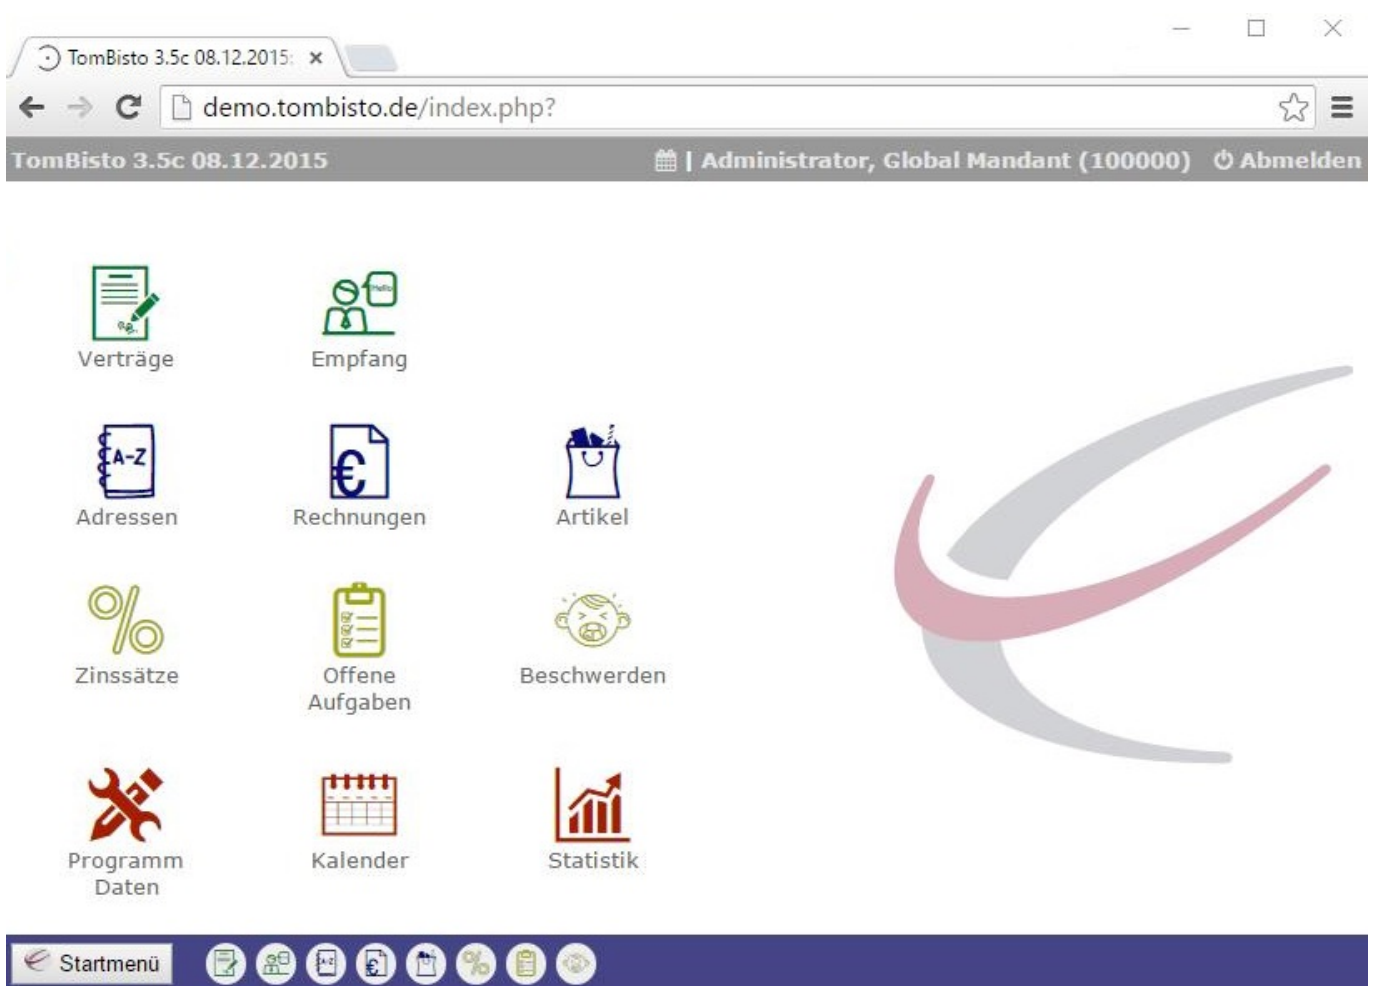 TomBisto 3.5c 08.12.2015:
demo.tombisto.de/index.php?
TomBisto 3.5c 08.12.2015 | Administrator, Global Mandant (100000) Abmelden
Hello
Verträge Empfang
A-Z €
Adressen Rechnungen Artikel
%
Zinssätze Offene Beschwerden
Aufgaben
Programm Kalender Statistik
Daten
Startmenü